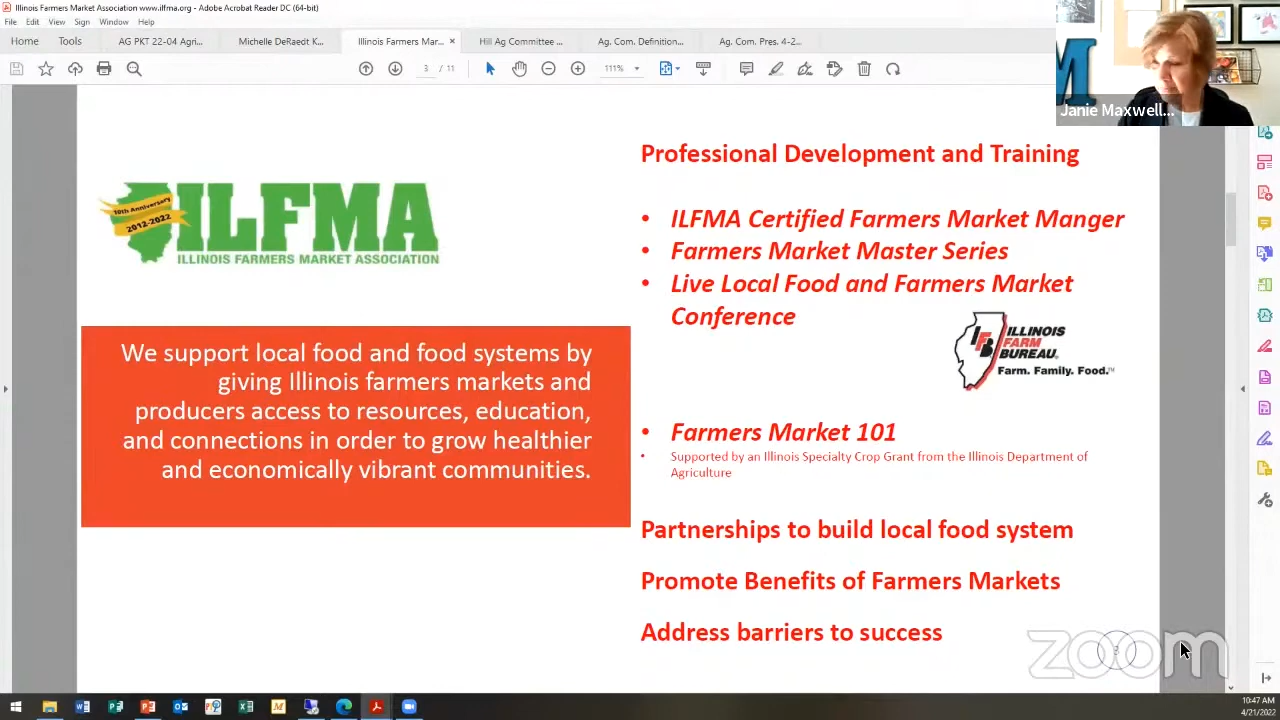 Illinois Farmers Market Association www.ilfma.org - Adobe Acrobat Reader DC (64-bit)
File Edit View Sign Window Help
Home Tools AG PKT 22-04 Agri... Michelle DeRaedt K... Illinois Farmers Mar... × Hill Ag Com... Ag. Com. Pres. 4-2...
3 / 11 111%
Janie Maxwell...
Professional Development and Training
10th Anniversary
2012-2022
ILFMA
ILLINOIS FARMERS MARKET ASSOCIATION
• ILFMA Certified Farmers Market Manger
• Farmers Market Master Series
• Live Local Food and Farmers Market
Conference
IFB
ILLINOIS
FARM
BUREAU®
Farm. Family. Food.™
We support local food and food systems by
giving Illinois farmers markets and
producers access to resources, education,
and connections in order to grow healthier
and economically vibrant communities.
• Farmers Market 101
• Supported by an Illinois Specialty Crop Grant from the Illinois Department of
Agriculture
Partnerships to build local food system
Promote Benefits of Farmers Markets
Address barriers to success
zoom
10:47 AM
4/21/2022